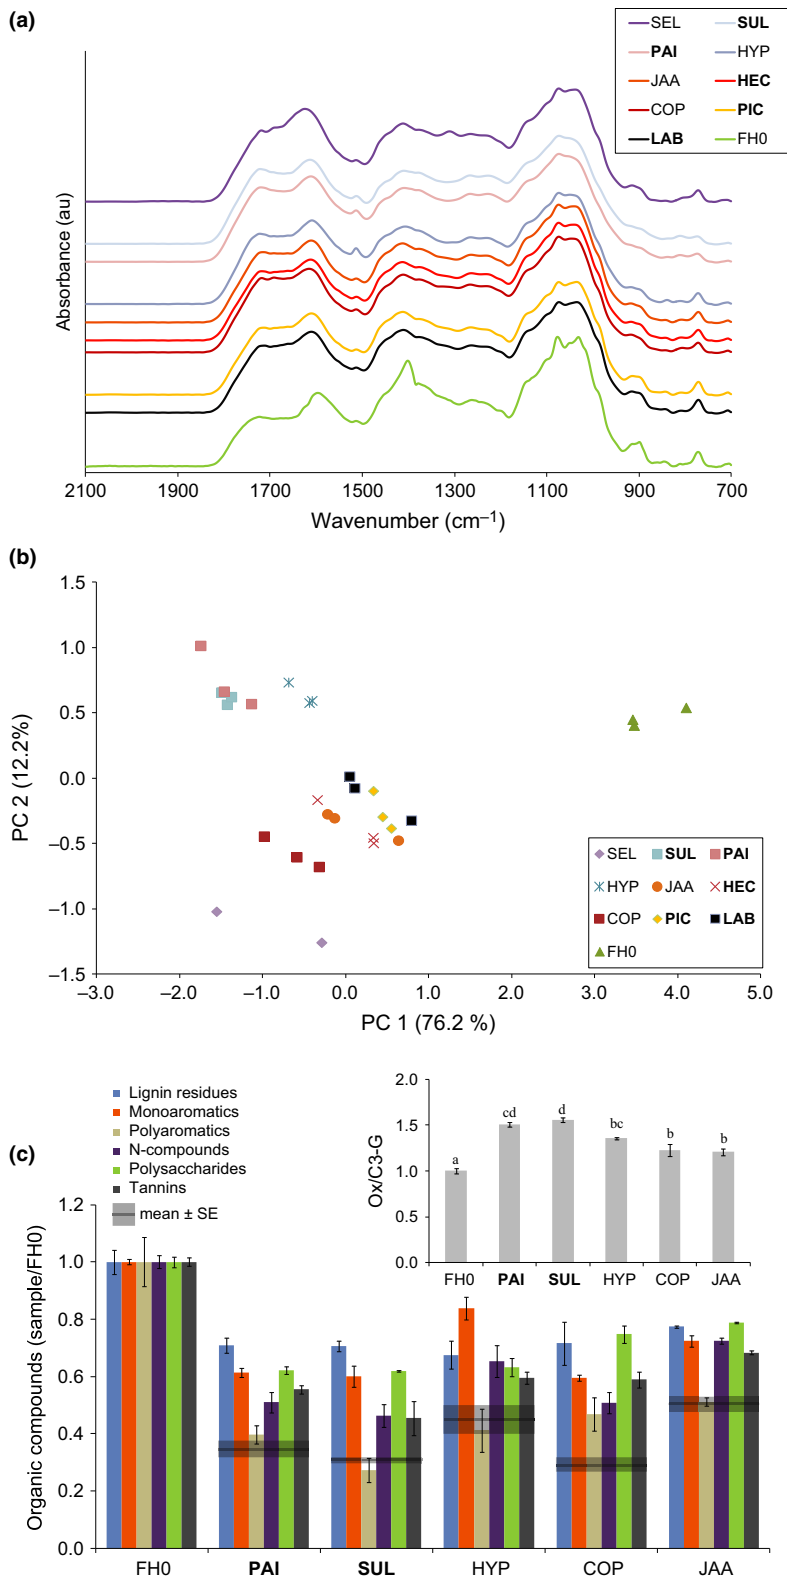 (a)
SEL SUL
PAI HYP
JAA HEC
COP PIC
LAB FH0
Absorbance (au)
2100 1900 1700 1500 1300 1100 900 700
Wavenumber (cm–1)
(b)
1.5
1.0
0.5
0.0
–0.5
–1.0
–1.5
PC 2 (12.2%)
SEL SUL PAI
HYP JAA HEC
COP PIC LAB
FH0
–3.0 –2.0 –1.0 0.0 1.0 2.0 3.0 4.0 5.0
PC 1 (76.2 %)
(c)
Lignin residues
Monoaromatics
Polyaromatics
N-compounds
Polysaccharides
Tannins
mean ± SE
2.0
1.5
1.0
0.5
0.0
Ox/C3-G
a cd d bc b b
FH0 PAI SUL HYP COP JAA
1.2
1.0
0.8
0.6
0.4
0.2
0.0
Organic compounds (sample/FH0)
FH0 PAI SUL HYP COP JAA